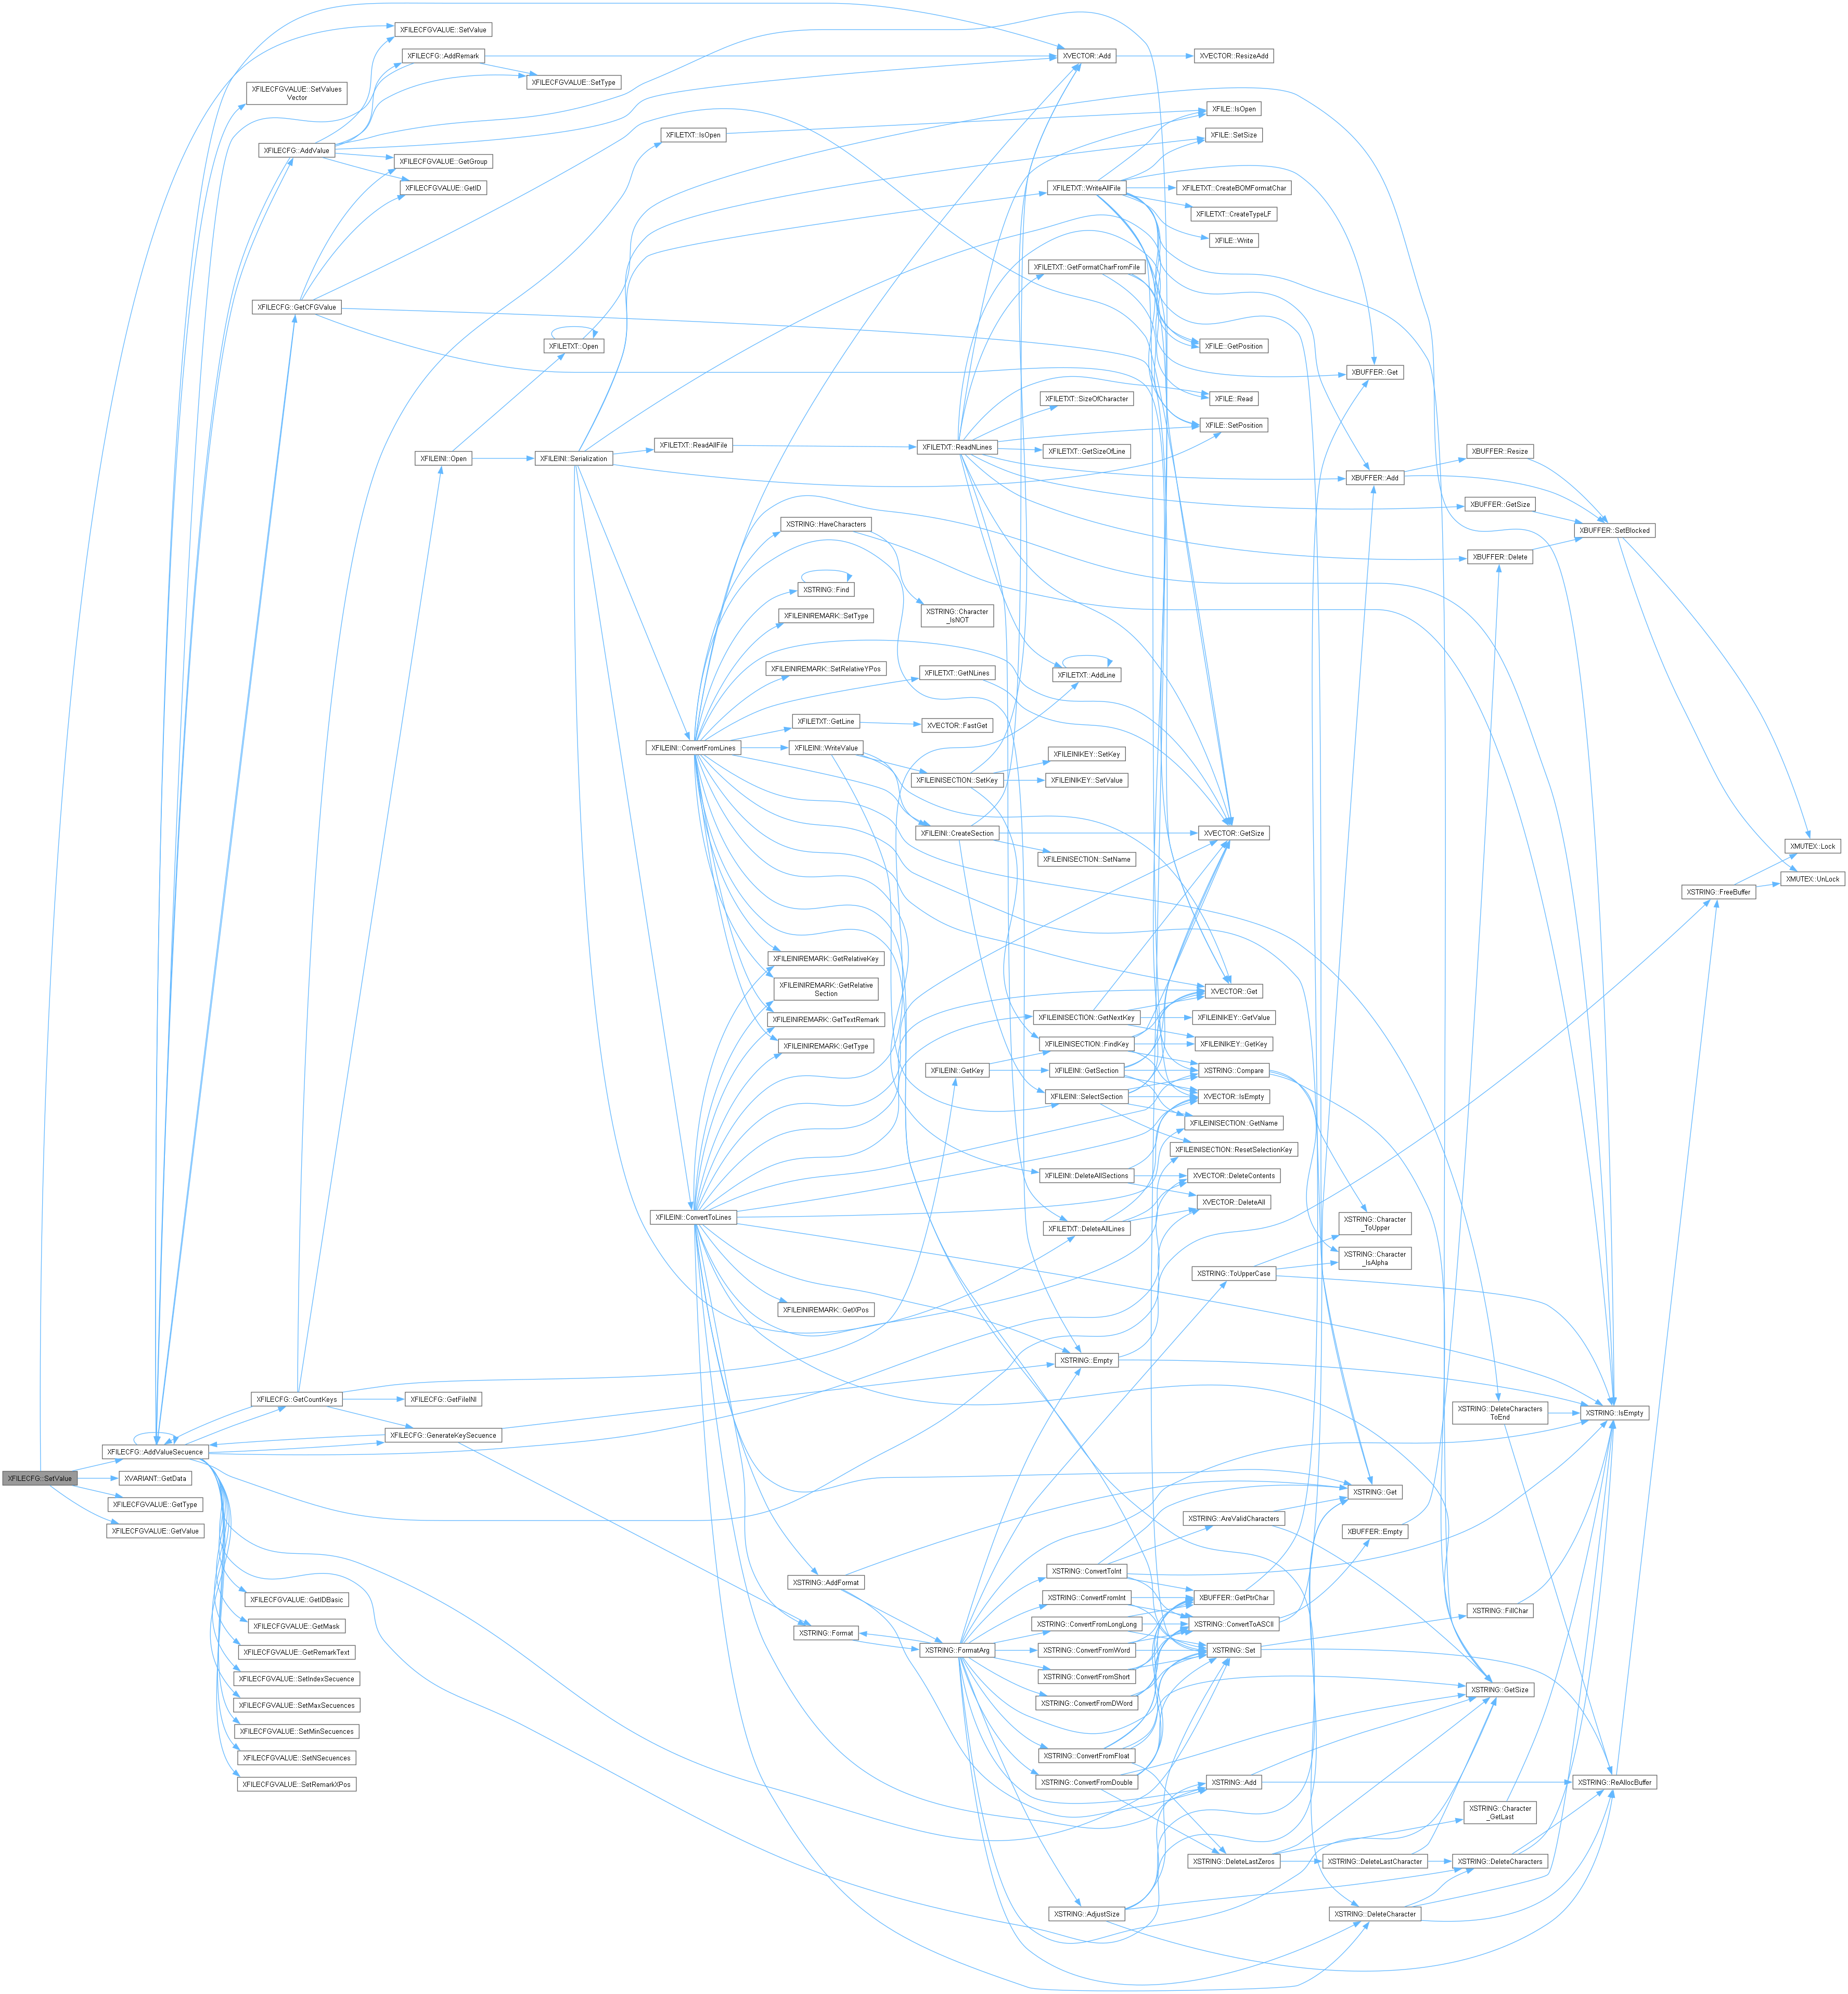 XFILECFG::SetValue
XFILECFG::AddValueSecuence
XVARIANT::GetData
XFILECFGVALUE::GetType
XFILECFGVALUE::GetValue
XFILECFGVALUE::SetValue
XFILECFGVALUE::SetValues
Vector
XFILECFG::AddValue
XFILECFG::GetCFGValue
XFILECFG::GetCountKeys
XFILECFG::GenerateKeySecuence
XFILECFGVALUE::GetIDBasic
XFILECFGVALUE::GetMask
XFILECFGVALUE::GetRemarkText
XFILECFGVALUE::SetIndexSecuence
XFILECFGVALUE::SetMaxSecuences
XFILECFGVALUE::SetMinSecuences
XFILECFGVALUE::SetNSecuences
XFILECFGVALUE::SetRemarkXPos
XFILECFG::AddRemark
XFILECFGVALUE::SetType
XFILECFGVALUE::GetGroup
XFILECFGVALUE::GetID
XFILECFG::GetFileINI
XFILEINI::Open
XFILETXT::Open
XFILEINI::Serialization
XFILETXT::IsOpen
XFILETXT::ReadAllFile
XFILEINI::ConvertFromLines
XFILEINI::ConvertToLines
XSTRING::HaveCharacters
XSTRING::Find
XFILEINIREMARK::SetType
XFILEINIREMARK::SetRelativeYPos
XFILETXT::GetLine
XFILEINI::WriteValue
XFILEINIREMARK::GetRelativeKey
XFILEINIREMARK::GetRelative
Section
XFILEINIREMARK::GetTextRemark
XFILEINIREMARK::GetType
XFILEINIREMARK::GetXPos
XSTRING::AddFormat
XSTRING::Format
XFILETXT::ReadNLines
XSTRING::Character
_IsNOT
XFILETXT::GetNLines
XVECTOR::FastGet
XFILEINISECTION::SetKey
XFILEINI::CreateSection
XFILEINI::GetKey
XSTRING::FormatArg
XVECTOR::Add
XFILETXT::WriteAllFile
XFILETXT::GetFormatCharFromFile
XFILETXT::SizeOfCharacter
XFILETXT::GetSizeOfLine
XFILETXT::AddLine
XFILEINIKEY::SetKey
XFILEINIKEY::SetValue
XFILEINISECTION::SetName
XFILEINISECTION::GetNextKey
XFILEINISECTION::FindKey
XFILEINI::GetSection
XFILEINI::SelectSection
XFILEINI::DeleteAllSections
XFILETXT::DeleteAllLines
XSTRING::Empty
XSTRING::ConvertToInt
XSTRING::ConvertFromInt
XSTRING::ConvertFromLongLong
XSTRING::ConvertFromWord
XSTRING::ConvertFromShort
XSTRING::ConvertFromDWord
XSTRING::ConvertFromFloat
XSTRING::ConvertFromDouble
XSTRING::AdjustSize
XVECTOR::ResizeAdd
XFILE::IsOpen
XFILE::SetSize
XFILETXT::CreateBOMFormatChar
XFILETXT::CreateTypeLF
XFILE::Write
XFILE::GetPosition
XFILE::Read
XFILE::SetPosition
XVECTOR::GetSize
XVECTOR::Get
XFILEINIKEY::GetValue
XFILEINIKEY::GetKey
XSTRING::Compare
XVECTOR::IsEmpty
XFILEINISECTION::GetName
XFILEINISECTION::ResetSelectionKey
XVECTOR::DeleteContents
XVECTOR::DeleteAll
XSTRING::ToUpperCase
XSTRING::AreValidCharacters
XBUFFER::GetPtrChar
XSTRING::ConvertToASCII
XSTRING::Set
XSTRING::Add
XSTRING::DeleteLastZeros
XBUFFER::Get
XBUFFER::Add
XSTRING::Character
_ToUpper
XSTRING::Character
_IsAlpha
XSTRING::Get
XBUFFER::Empty
XSTRING::DeleteLastCharacter
XSTRING::DeleteCharacter
XBUFFER::Resize
XBUFFER::GetSize
XBUFFER::Delete
XSTRING::DeleteCharacters
ToEnd
XSTRING::FillChar
XSTRING::GetSize
XSTRING::Character
_GetLast
XSTRING::DeleteCharacters
XBUFFER::SetBlocked
XSTRING::IsEmpty
XSTRING::ReAllocBuffer
XSTRING::FreeBuffer
XMUTEX::Lock
XMUTEX::UnLock